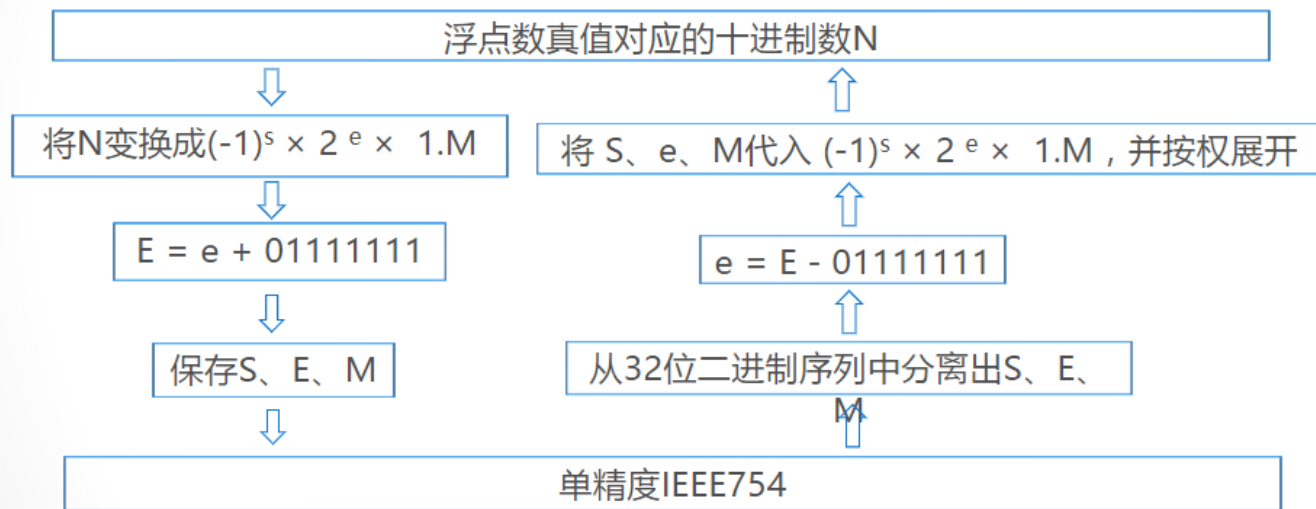 浮点数真值对应的十进制数N
将N变换成(-1)ˢ × 2 ᵉ × 1.M
将 S、e、M代入 (-1)ˢ × 2 ᵉ × 1.M，并按权展开
E = e + 01111111
e = E - 01111111
保存S、E、M
从32位二进制序列中分离出S、E、
M
单精度IEEE754